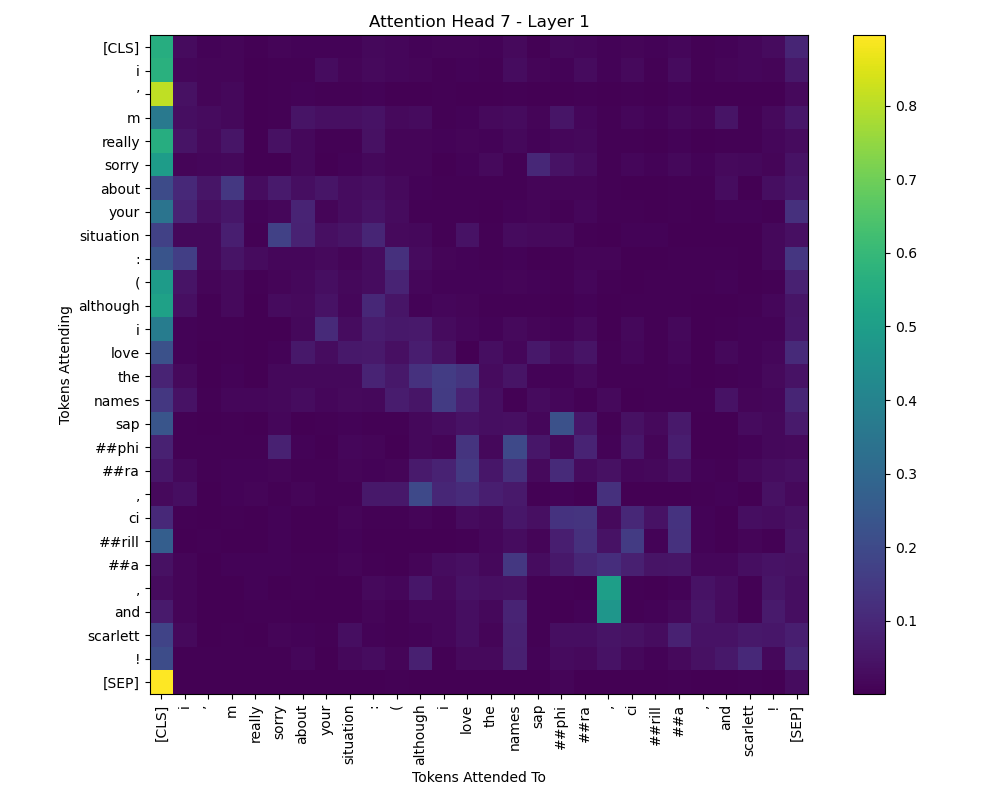 Attention Head 7 - Layer 1
[CLS]
i
'
m
really
sorry
about
your
situation
:
(
although
i
love
the
names
sap
##phi
##ra
,
ci
##rill
##a
,
and
scarlett
!
[SEP]
Tokens Attending
[CLS] i ' m really sorry about your situation : ( although i love the names sap ##phi ##ra , ci ##rill ##a , and scarlett ! [SEP]
Tokens Attended To
0.8
0.7
0.6
0.5
0.4
0.3
0.2
0.1